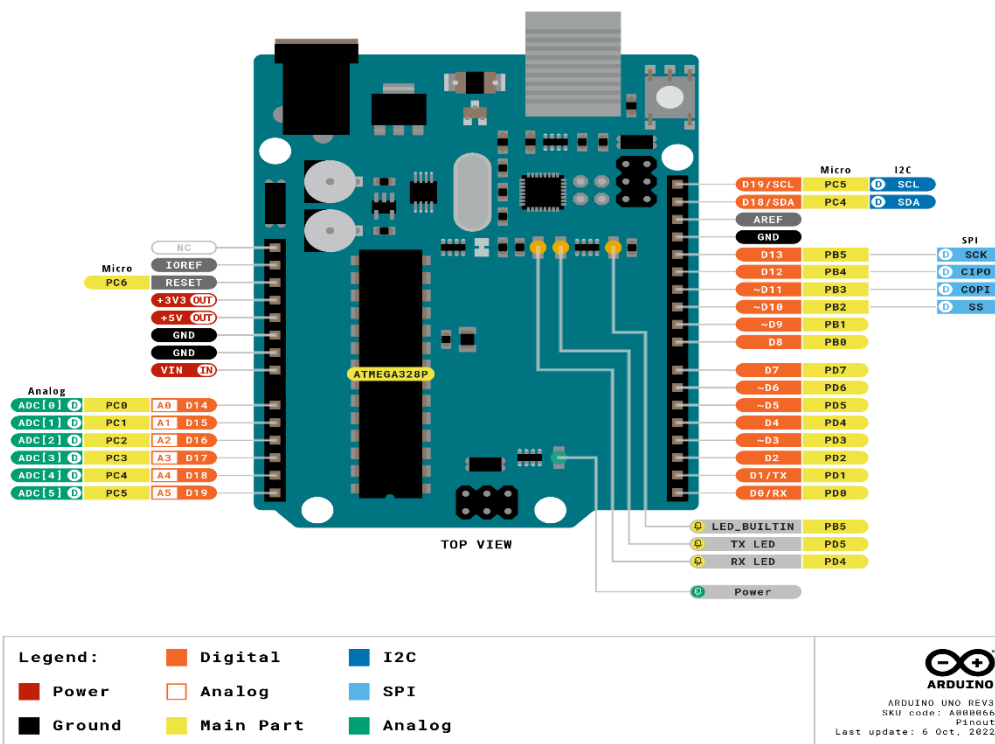 Micro I2C
D19/SCL PC5 D SCL
D18/SDA PC4 D SDA
AREF
GND
SPI
D13 PB5 D SCK
D12 PB4 D CIPO
~D11 PB3 D COPI
~D10 PB2 D SS
~D9 PB1
D8 PB0
D7 PD7
~D6 PD6
~D5 PD5
D4 PD4
~D3 PD3
D2 PD2
D1/TX PD1
D0/RX PD0
NC
IOREF
Micro
PC6 RESET
+3V3 OUT
+5V OUT
GND
GND
VIN IN
Analog
ADC[0] D PC0 A0 D14
ADC[1] D PC1 A1 D15
ADC[2] D PC2 A2 D16
ADC[3] D PC3 A3 D17
ADC[4] D PC4 A4 D18
ADC[5] D PC5 A5 D19
ATMEGA328P
TOP VIEW
LED_BUILTIN PB5
TX LED PD5
RX LED PD4
Power
Legend:
Power
Ground
Digital
Analog
Main Part
I2C
SPI
Analog
ARDUINO
ARDUINO UNO REV3
SKU code: A000066
Pinout
Last update: 6 Oct, 2022